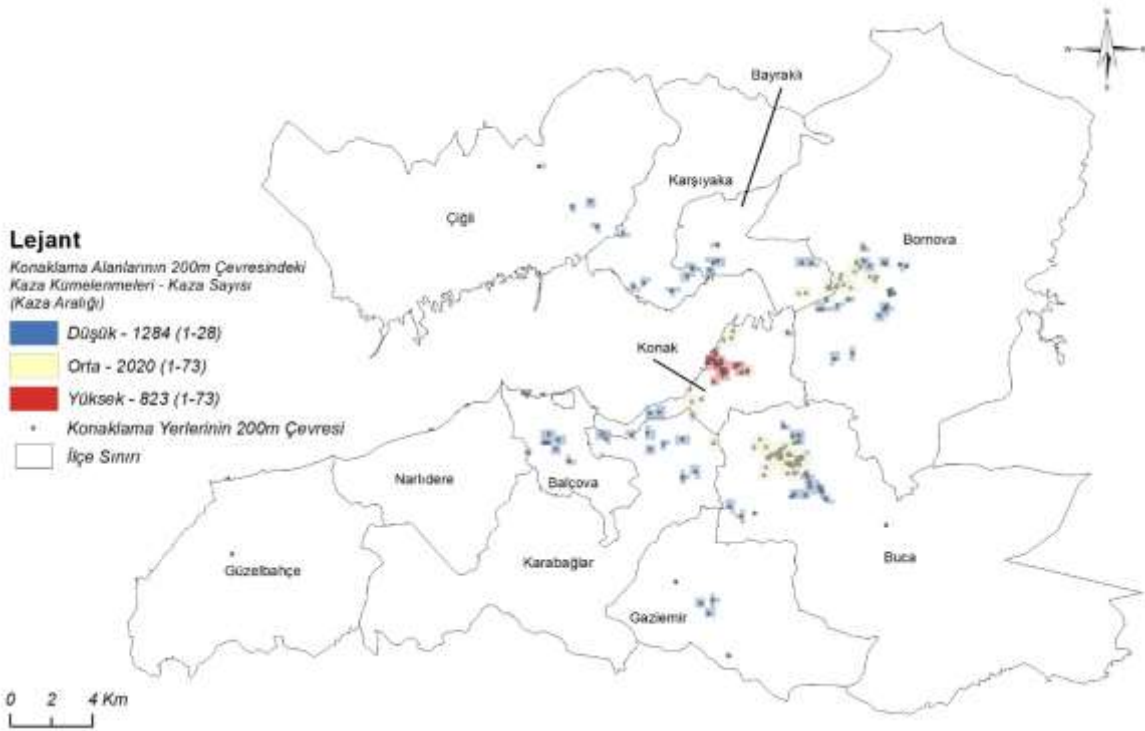 N
W
E
S
Bayraklı
Karşıyaka
Çiğli
Bornova
Lejant
Konaklama Alanlarının 200m Çevresindeki
Kaza Kümelenmeleri - Kaza Sayısı
(Kaza Aralığı)
Düşük - 1284 (1-28)
Orta - 2020 (1-73)
Yüksek - 823 (1-73)
Konaklama Yerlerinin 200m Çevresi
İlçe Sınırı
Konak
Narlıdere
Balçova
Güzelbahçe
Karabağlar
Buca
Gaziemir
0 2 4 Km